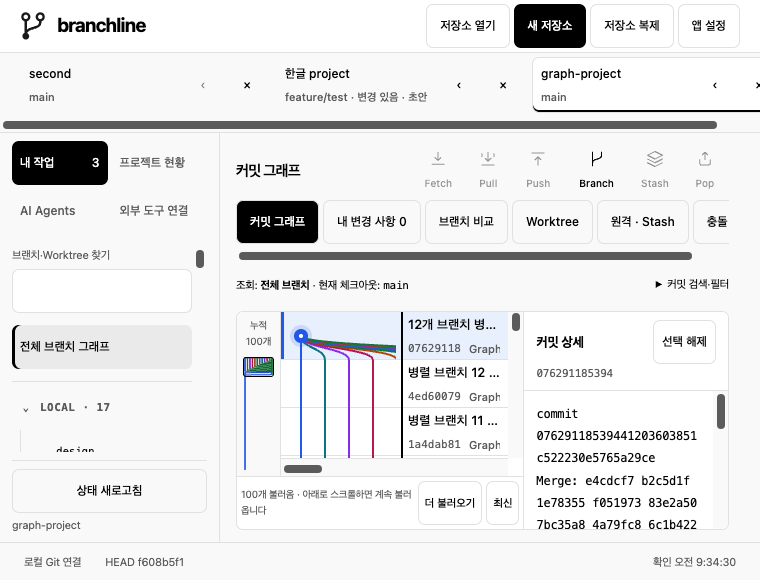 branchline
저장소 열기
새 저장소
저장소 복제
앱 설정
second
main
한글 project
feature/test · 변경 있음 · 초안
graph-project
main
내 작업 3
프로젝트 현황
AI Agents
외부 도구 연결
브랜치·Worktree 찾기
전체 브랜치 그래프
LOCAL · 17
design
상태 새로고침
graph-project
커밋 그래프
Fetch
Pull
Push
Branch
Stash
Pop
커밋 그래프
내 변경 사항 0
브랜치 비교
Worktree
원격 · Stash
충돌
조회: 전체 브랜치 · 현재 체크아웃: main
▶ 커밋 검색·필터
누적
100개
12개 브랜치 병...
07629118 Graph
병렬 브랜치 12 ...
4ed60079 Graph
병렬 브랜치 11 ...
1a4dab81 Graph
100개 불러옴 · 아래로 스크롤하면 계속 불러
옵니다
더 불러오기
최신
커밋 상세
선택 해제
076291185394
commit
07629118539441203603851
c522230e5765a29ce
Merge: e4cdcf7 b2c5d1f
1e78355 f051973 83e2a50
7bc35a8 4a79fc8 6c1b422
로컬 Git 연결
HEAD f608b5f1
확인 오전 9:34:30